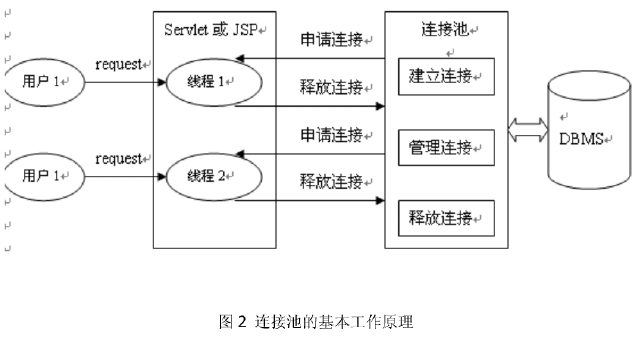 Servlet 或 JSP
申请连接
连接池
用户 1
request
线程 1
释放连接
建立连接
申请连接
管理连接
DBMS
用户 1
request
线程 2
释放连接
释放连接
图 2 连接池的基本工作原理